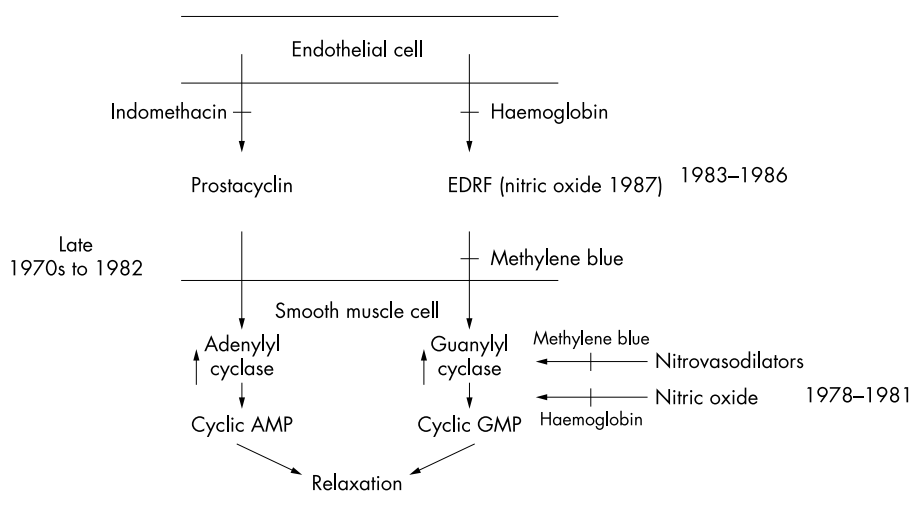 Endothelial cell
Indomethacin
Haemoglobin
Prostacyclin
EDRF (nitric oxide 1987)
1983–1986
Late
1970s to 1982
Methylene blue
Smooth muscle cell
Adenylyl
cyclase
Guanylyl
cyclase
Methylene blue
Nitrovasodilators
Nitric oxide
1978–1981
Haemoglobin
Cyclic AMP
Cyclic GMP
Relaxation